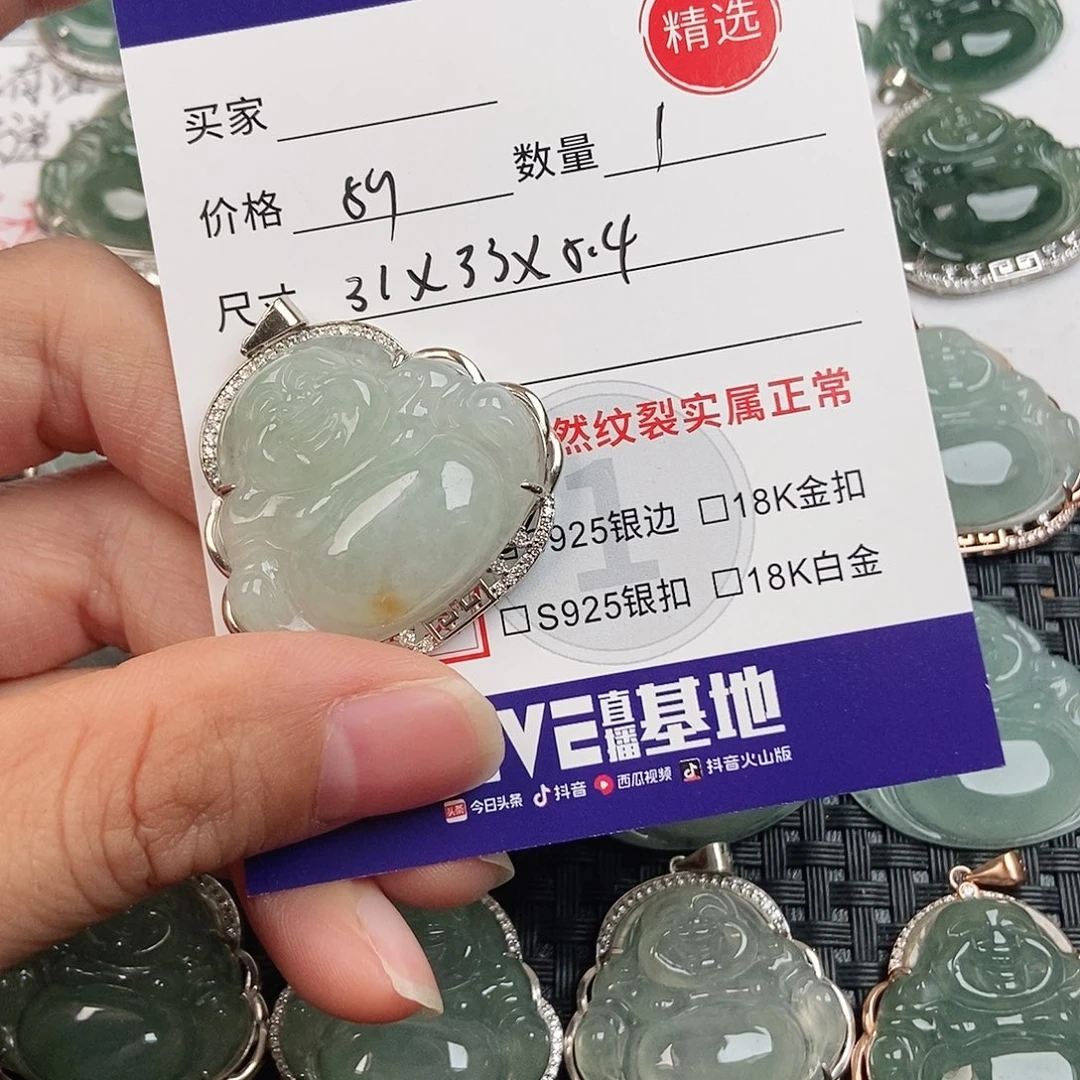 精选
买家
价格 89 数量 1
尺寸 31X33X8.4
然纹裂实属正常
925银边 □18K金扣
□S925银扣 □18K白金
VE直播基地
今日头条 抖音 西瓜视频 抖音火山版